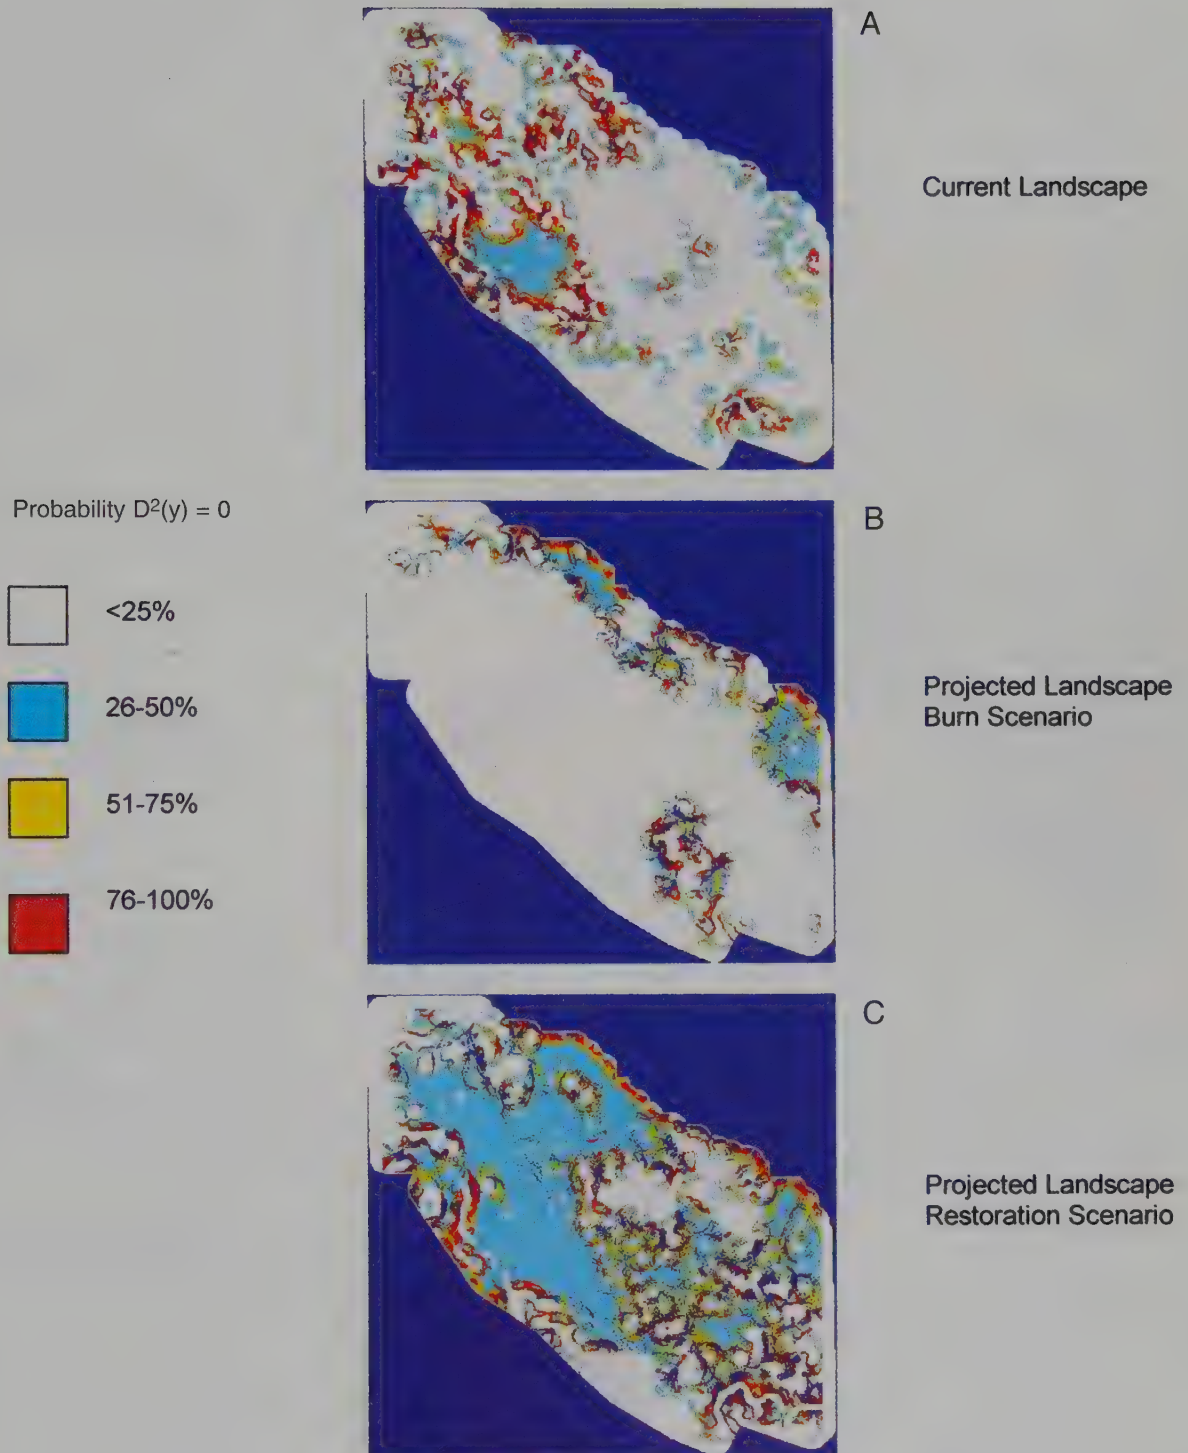 A
Current Landscape
Probability D²(y) = 0
<25%
26-50%
51-75%
76-100%
B
Projected Landscape
Burn Scenario
C
Projected Landscape
Restoration Scenario